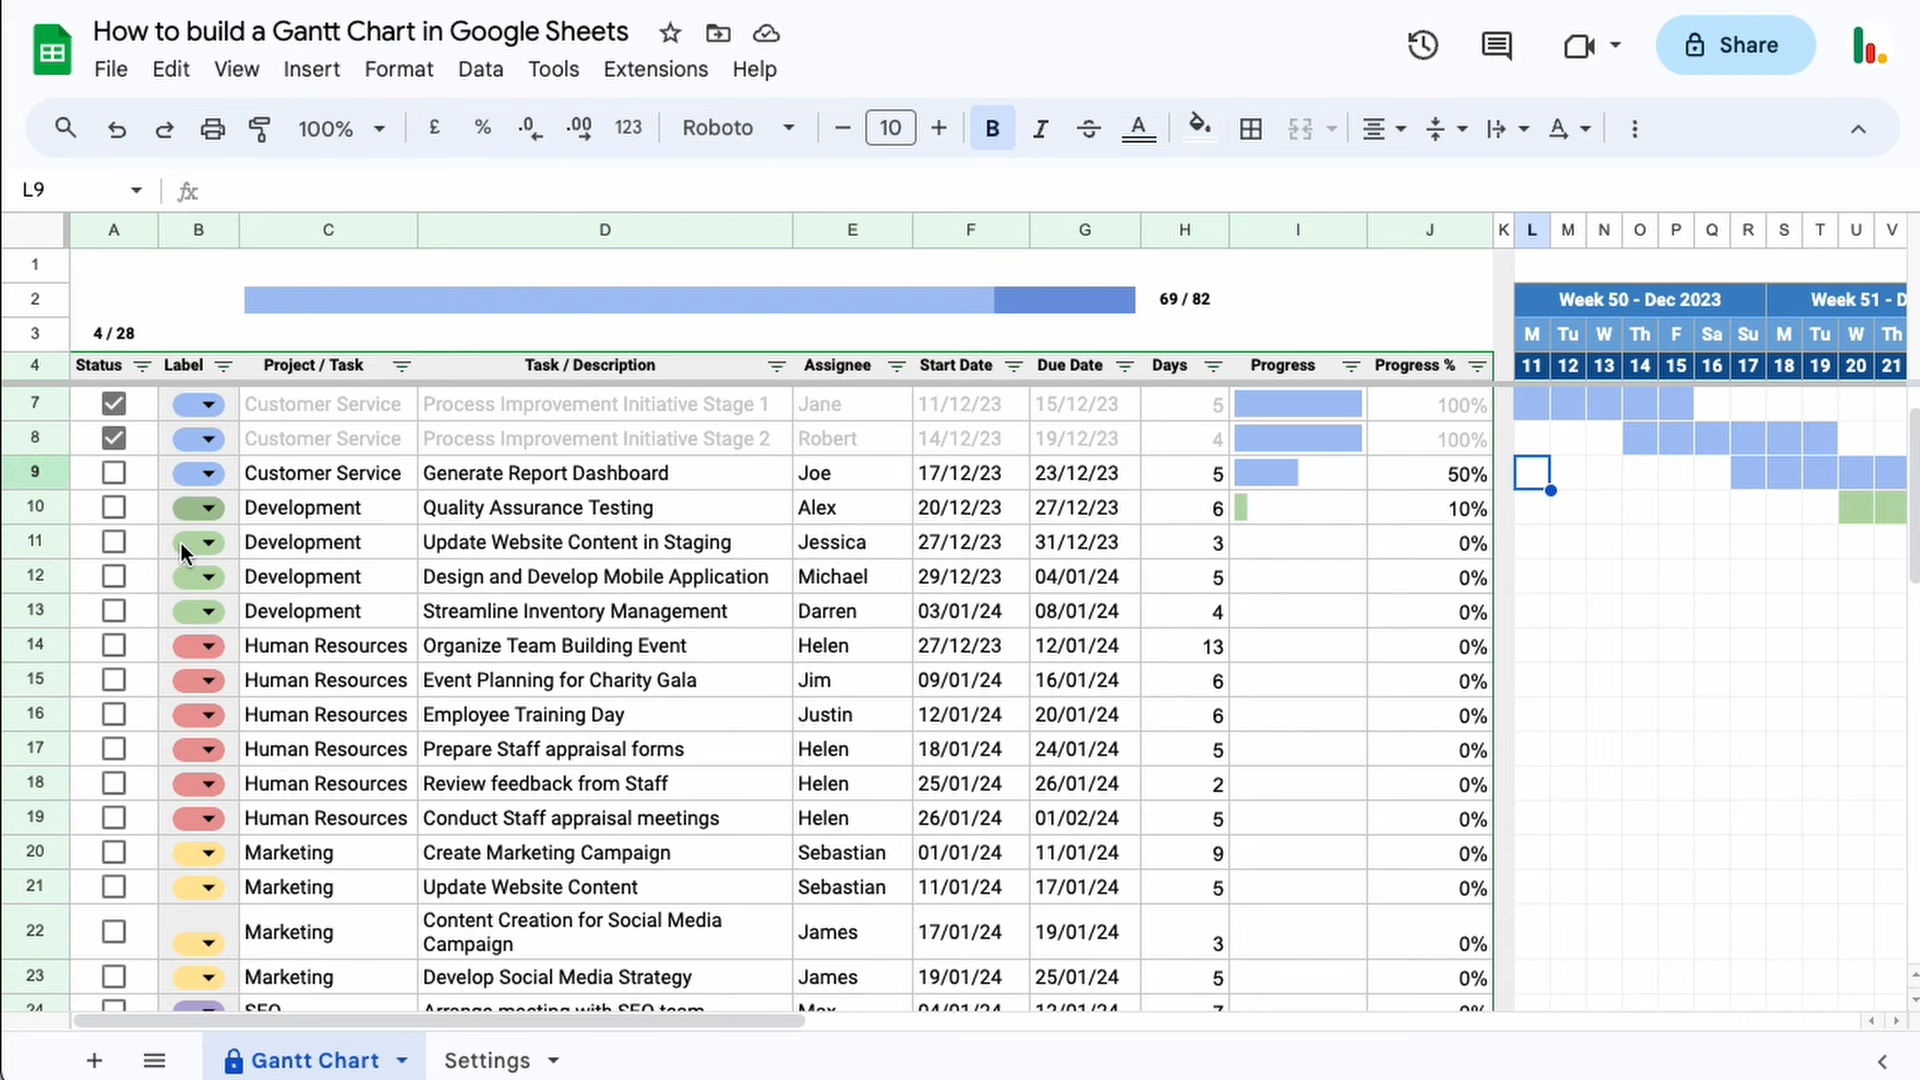 How to build a Gantt Chart in Google Sheets
File Edit View Insert Format Data Tools Extensions Help
Share
100% £ % .0 .00 123 Roboto 10 B I A
L9 fx
A B C D E F G H I J K L M N O P Q R S T U V
1
2 69 / 82 Week 50 - Dec 2023 Week 51 - D
3 4 / 28 M Tu W Th F Sa Su M Tu W Th
4 Status Label Project / Task Task / Description Assignee Start Date Due Date Days Progress Progress % 11 12 13 14 15 16 17 18 19 20 21
7 Customer Service Process Improvement Initiative Stage 1 Jane 11/12/23 15/12/23 5 100%
8 Customer Service Process Improvement Initiative Stage 2 Robert 14/12/23 19/12/23 4 100%
9 Customer Service Generate Report Dashboard Joe 17/12/23 23/12/23 5 50%
10 Development Quality Assurance Testing Alex 20/12/23 27/12/23 6 10%
11 Development Update Website Content in Staging Jessica 27/12/23 31/12/23 3 0%
12 Development Design and Develop Mobile Application Michael 29/12/23 04/01/24 5 0%
13 Development Streamline Inventory Management Darren 03/01/24 08/01/24 4 0%
14 Human Resources Organize Team Building Event Helen 27/12/23 12/01/24 13 0%
15 Human Resources Event Planning for Charity Gala Jim 09/01/24 16/01/24 6 0%
16 Human Resources Employee Training Day Justin 12/01/24 20/01/24 6 0%
17 Human Resources Prepare Staff appraisal forms Helen 18/01/24 24/01/24 5 0%
18 Human Resources Review feedback from Staff Helen 25/01/24 26/01/24 2 0%
19 Human Resources Conduct Staff appraisal meetings Helen 26/01/24 01/02/24 5 0%
20 Marketing Create Marketing Campaign Sebastian 01/01/24 11/01/24 9 0%
21 Marketing Update Website Content Sebastian 11/01/24 17/01/24 5 0%
22 Marketing Content Creation for Social Media
Campaign James 17/01/24 19/01/24 3 0%
23 Marketing Develop Social Media Strategy James 19/01/24 25/01/24 5 0%
24 SEO Arrange meeting with SEO team Max 04/01/24 12/01/24 7 0%
Gantt Chart Settings